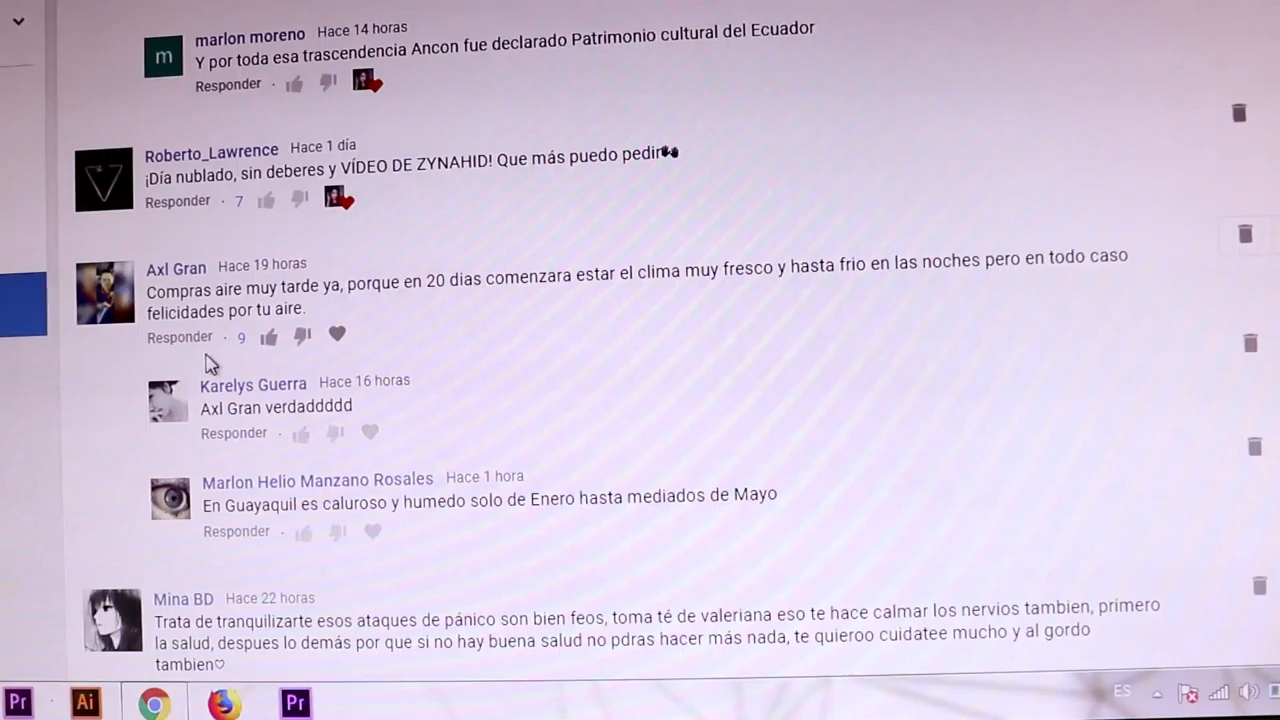 marlon moreno Hace 14 horas
Y por toda esa trascendencia Ancon fue declarado Patrimonio cultural del Ecuador
Responder ·
m
Roberto_Lawrence Hace 1 día
¡Día nublado, sin deberes y VÍDEO DE ZYNAHID! Que más puedo pedir
Responder · 7
Axl Gran Hace 19 horas
Compras aire muy tarde ya, porque en 20 dias comenzara estar el clima muy fresco y hasta frio en las noches pero en todo caso
felicidades por tu aire.
Responder · 9
Karelys Guerra Hace 16 horas
Axl Gran verdaddddd
Responder ·
Marlon Helio Manzano Rosales Hace 1 hora
En Guayaquil es caluroso y humedo solo de Enero hasta mediados de Mayo
Responder ·
Mina BD Hace 22 horas
Trata de tranquilizarte esos ataques de pánico son bien feos, toma té de valeriana eso te hace calmar los nervios tambien, primero
la salud, despues lo demás por que si no hay buena salud no pdras hacer más nada, te quieroo cuidatee mucho y al gordo
tambien♡
Pr Ai Pr ES